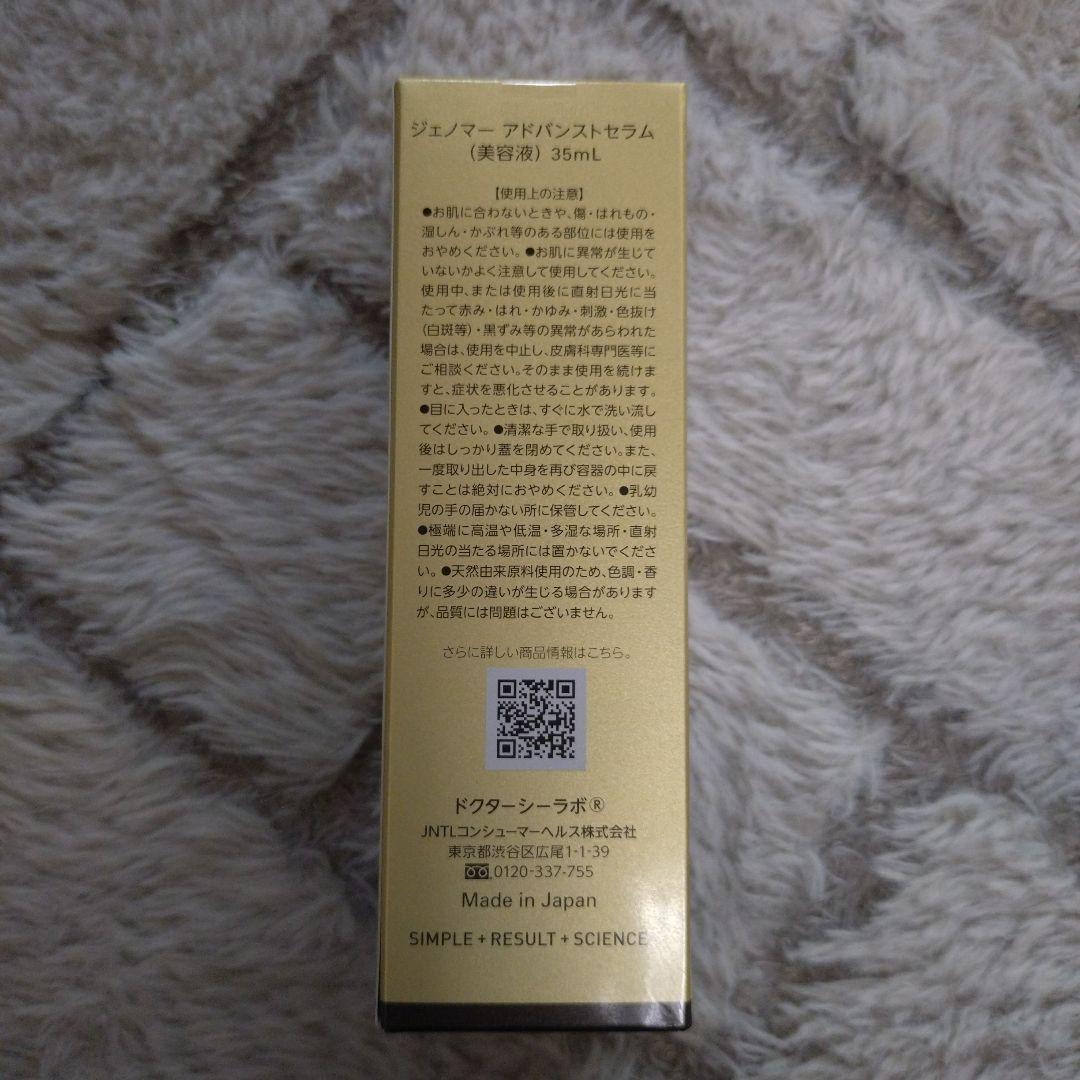 ジェノマー アドバンストセラム
（美容液） 35mL
【使用上の注意】
●お肌に合わないときや、傷・はれもの・
湿しん・かぶれ等のある部位には使用を
おやめください。●お肌に異常が生じて
いないかよく注意して使用してください。
使用中、または使用後に直射日光に当
たって赤み・はれ・かゆみ・刺激・色抜け
（白斑等）・黒ずみ等の異常があらわれた
場合は、使用を中止し、皮膚科専門医等に
ご相談ください。そのまま使用を続けま
すと、症状を悪化させることがあります。
●目に入ったときは、すぐに水で洗い流し
てください。●清潔な手で取り扱い、使用
後はしっかり蓋を閉めてください。また、
一度取り出した中身を再び容器の中に戻
すことは絶対におやめください。●乳幼
児の手の届かない所に保管してください。
●極端に高温や低温・多湿な場所・直射
日光の当たる場所には置かないでくださ
い。●天然由来原料使用のため、色調・香
りに多少の違いが生じる場合があります
が、品質には問題はございません。
さらに詳しい商品情報はこちら。
ドクターシーラボ®
JNTLコンシューマーヘルス株式会社
東京都渋谷区広尾1-1-39
0120-337-755
Made in Japan
SIMPLE + RESULT + SCIENCE